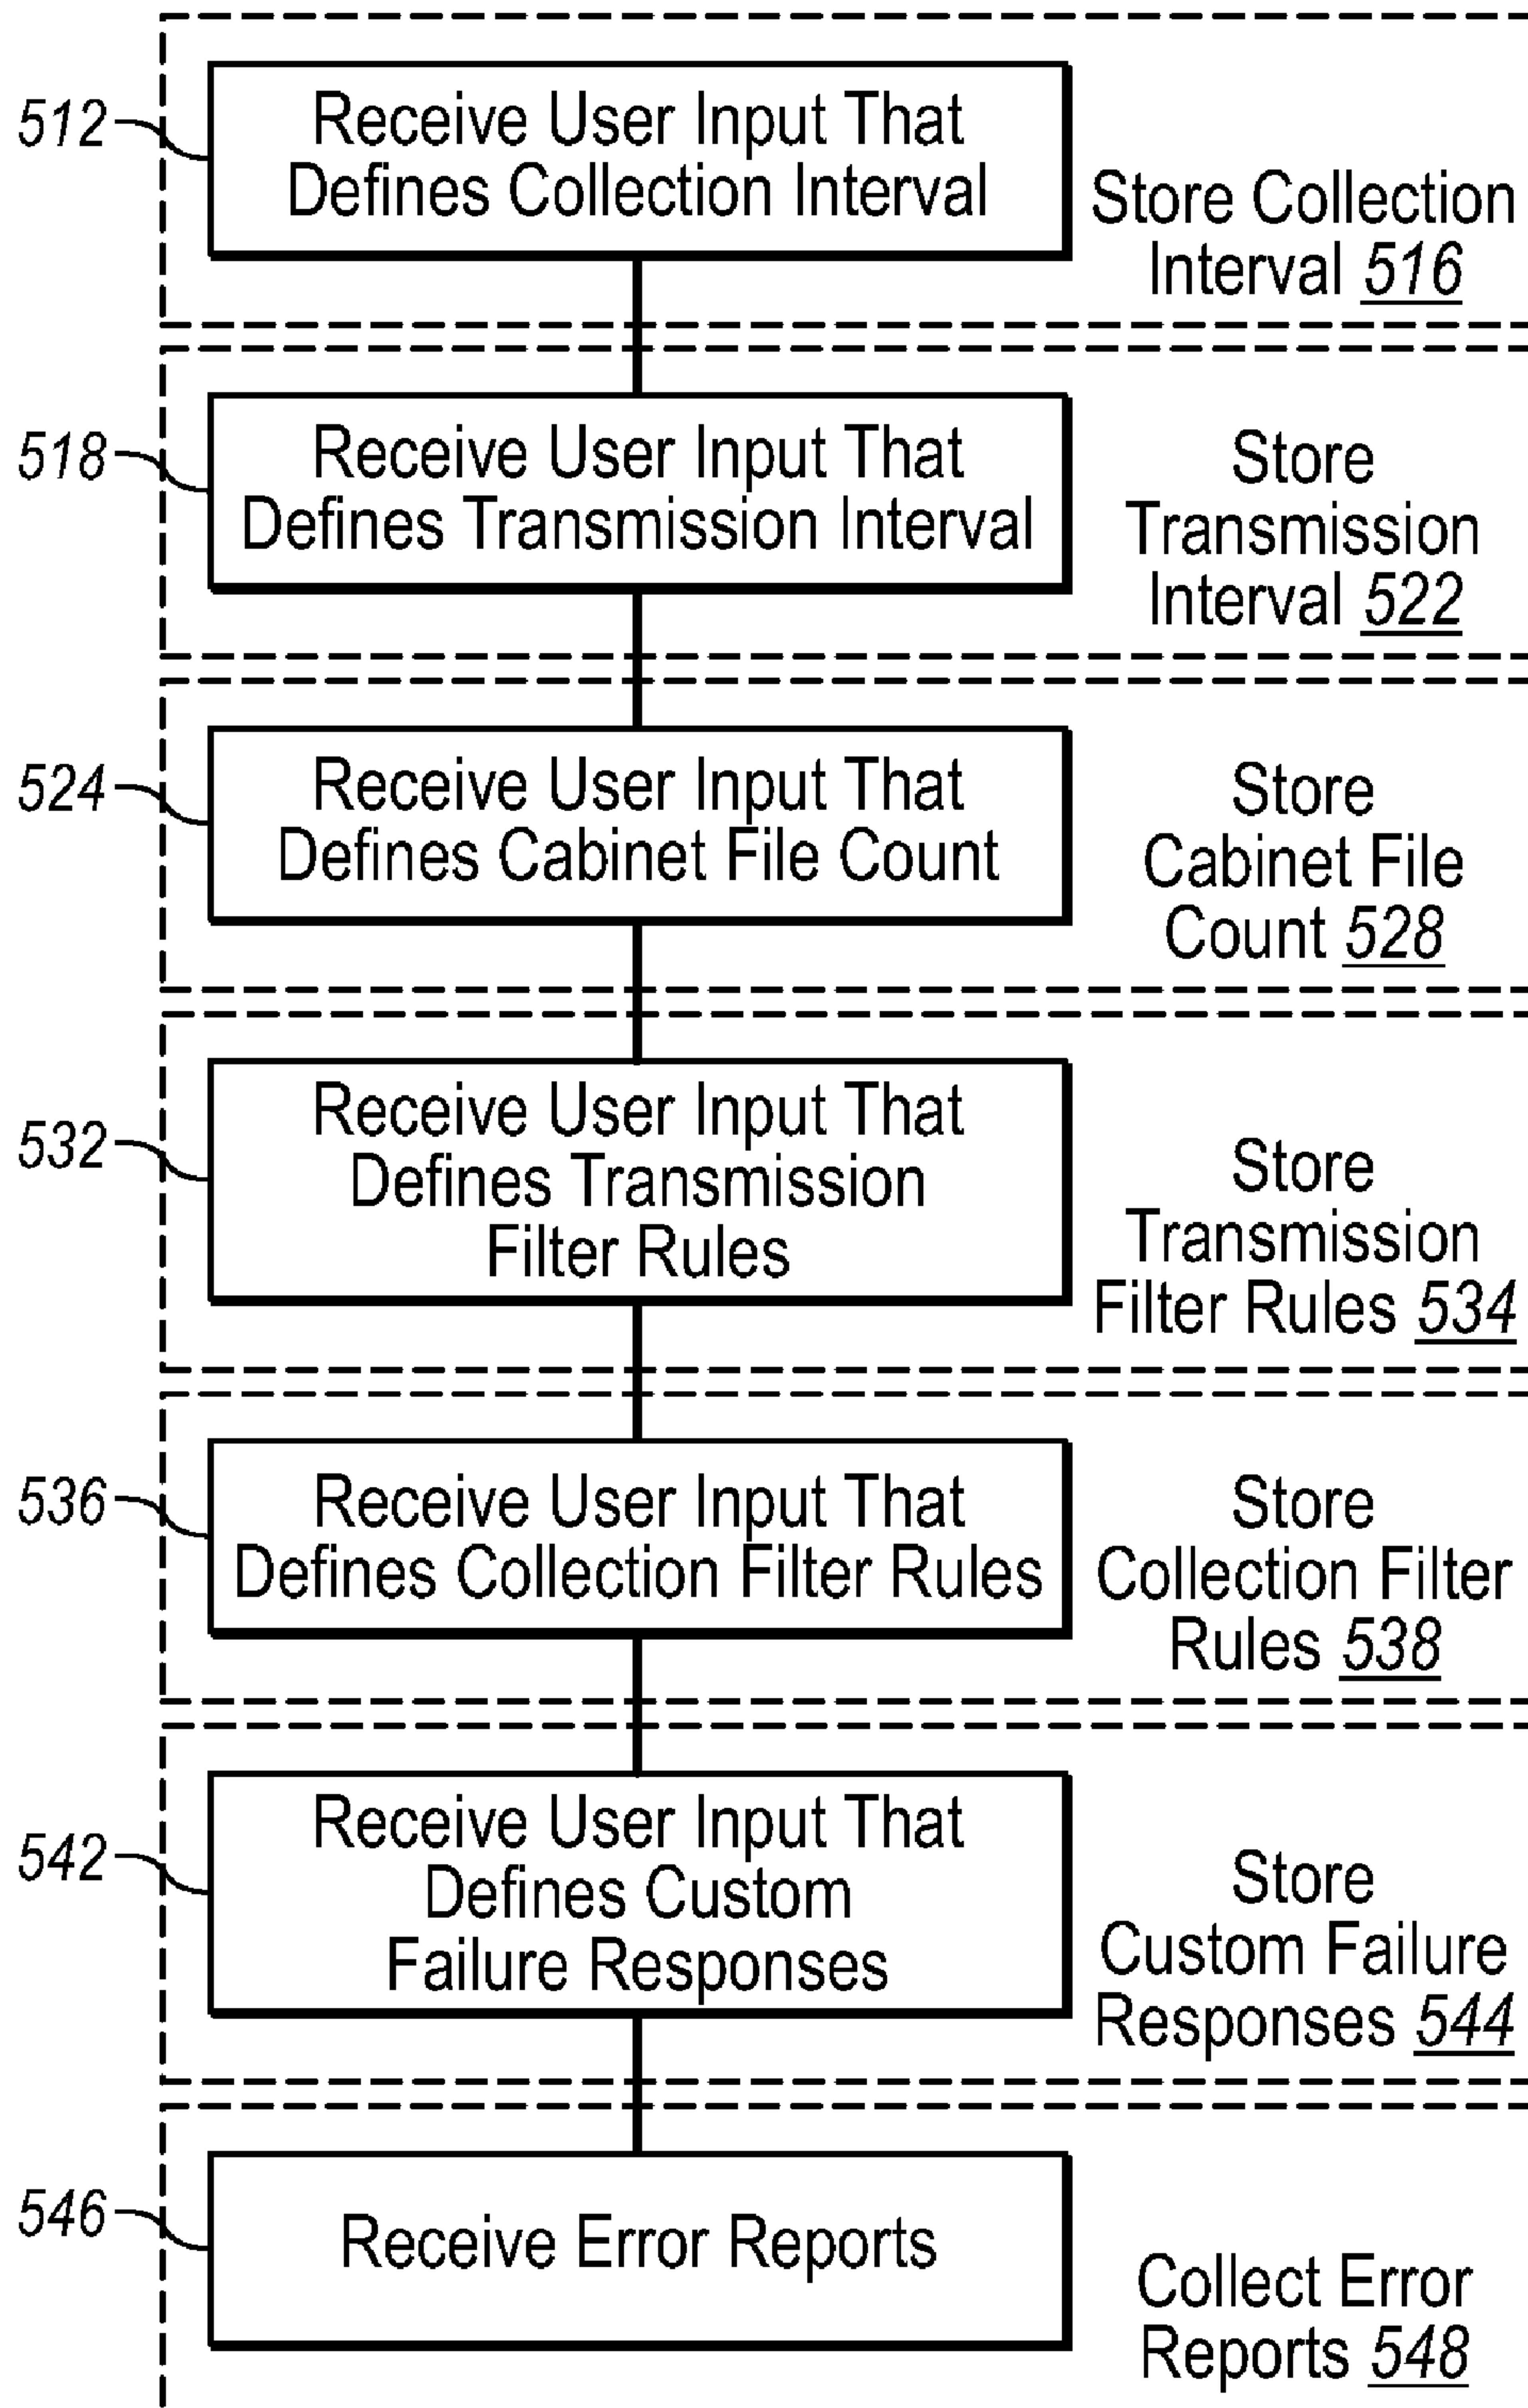 512
Receive User Input That
Defines Collection Interval
Store Collection
Interval 516
518
Receive User Input That
Defines Transmission Interval
Store
Transmission
Interval 522
524
Receive User Input That
Defines Cabinet File Count
Store
Cabinet File
Count 528
532
Receive User Input That
Defines Transmission
Filter Rules
Store
Transmission
Filter Rules 534
536
Receive User Input That
Defines Collection Filter Rules
Store
Collection Filter
Rules 538
542
Receive User Input That
Defines Custom
Failure Responses
Store
Custom Failure
Responses 544
546
Receive Error Reports
Collect Error
Reports 548